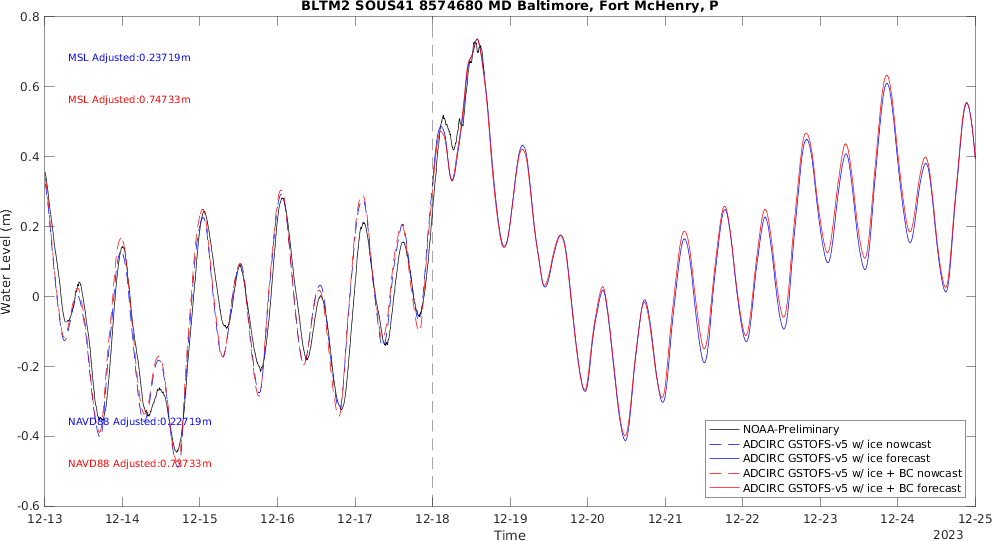 BLTM2 SOUS41 8574680 MD Baltimore, Fort McHenry, P
0.8
0.6
0.4
0.2
0
-0.2
-0.4
-0.6
Water Level (m)
MSL Adjusted:0.23719m
MSL Adjusted:0.74733m
NAVD88 Adjusted:0.22719m
NAVD88 Adjusted:0.73733m
NOAA-Preliminary
ADCIRC GSTOFS-v5 w/ ice nowcast
ADCIRC GSTOFS-v5 w/ ice forecast
ADCIRC GSTOFS-v5 w/ ice + BC nowcast
ADCIRC GSTOFS-v5 w/ ice + BC forecast
12-13 12-14 12-15 12-16 12-17 12-18 12-19 12-20 12-21 12-22 12-23 12-24 12-25
Time
2023